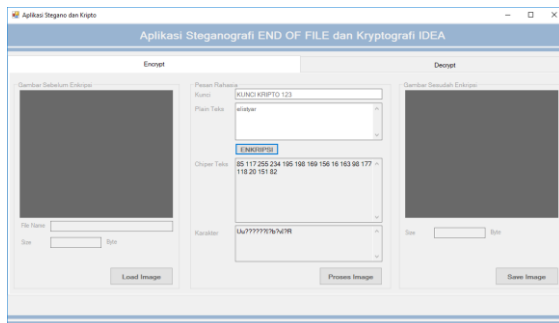 Aplikasi Stegano dan Kripto
Aplikasi Steganografi END OF FILE dan Kryptografi IDEA
Encrypt
Decrypt
Gambar Sebelum Enkripsi
File Name
Size
Byte
Load Image
Pesan Rahasia
Kunci
KUNCI KRIPTO 123
Plain Teks
ENKRIPSI
Chiper Teks
85 117 255 234 195 198 169 156 16 163 98 177
118 20 151 82
Karakter
Proses Image
Gambar Sesudah Enkripsi
Size
Byte
Save Image